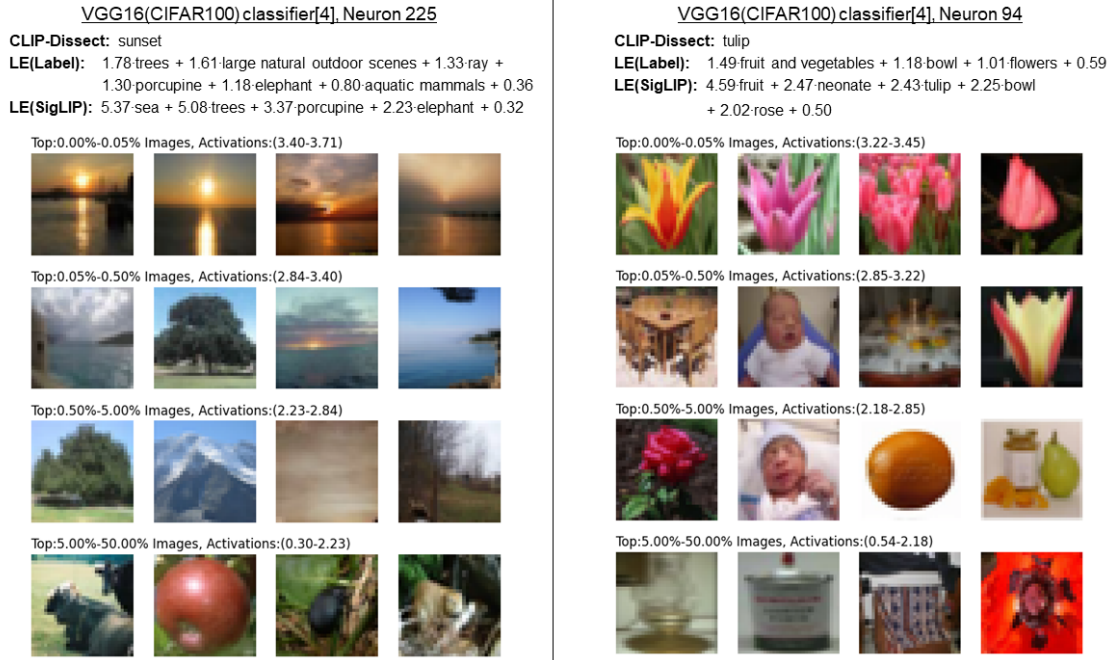 VGG16(CIFAR100) classifier[4], Neuron 225
CLIP-Dissect: sunset
LE(Label): 1.78·trees + 1.61·large natural outdoor scenes + 1.33·ray +
1.30·porcupine + 1.18·elephant + 0.80·aquatic mammals + 0.36
LE(SigLIP): 5.37·sea + 5.08·trees + 3.37·porcupine + 2.23·elephant + 0.32
Top:0.00%-0.05% Images, Activations:(3.40-3.71)
Top:0.05%-0.50% Images, Activations:(2.84-3.40)
Top:0.50%-5.00% Images, Activations:(2.23-2.84)
Top:5.00%-50.00% Images, Activations:(0.30-2.23)
VGG16(CIFAR100) classifier[4], Neuron 94
CLIP-Dissect: tulip
LE(Label): 1.49·fruit and vegetables + 1.18·bowl + 1.01·flowers + 0.59
LE(SigLIP): 4.59·fruit + 2.47·neonate + 2.43·tulip + 2.25·bowl
+ 2.02·rose + 0.50
Top:0.00%-0.05% Images, Activations:(3.22-3.45)
Top:0.05%-0.50% Images, Activations:(2.85-3.22)
Top:0.50%-5.00% Images, Activations:(2.18-2.85)
Top:5.00%-50.00% Images, Activations:(0.54-2.18)